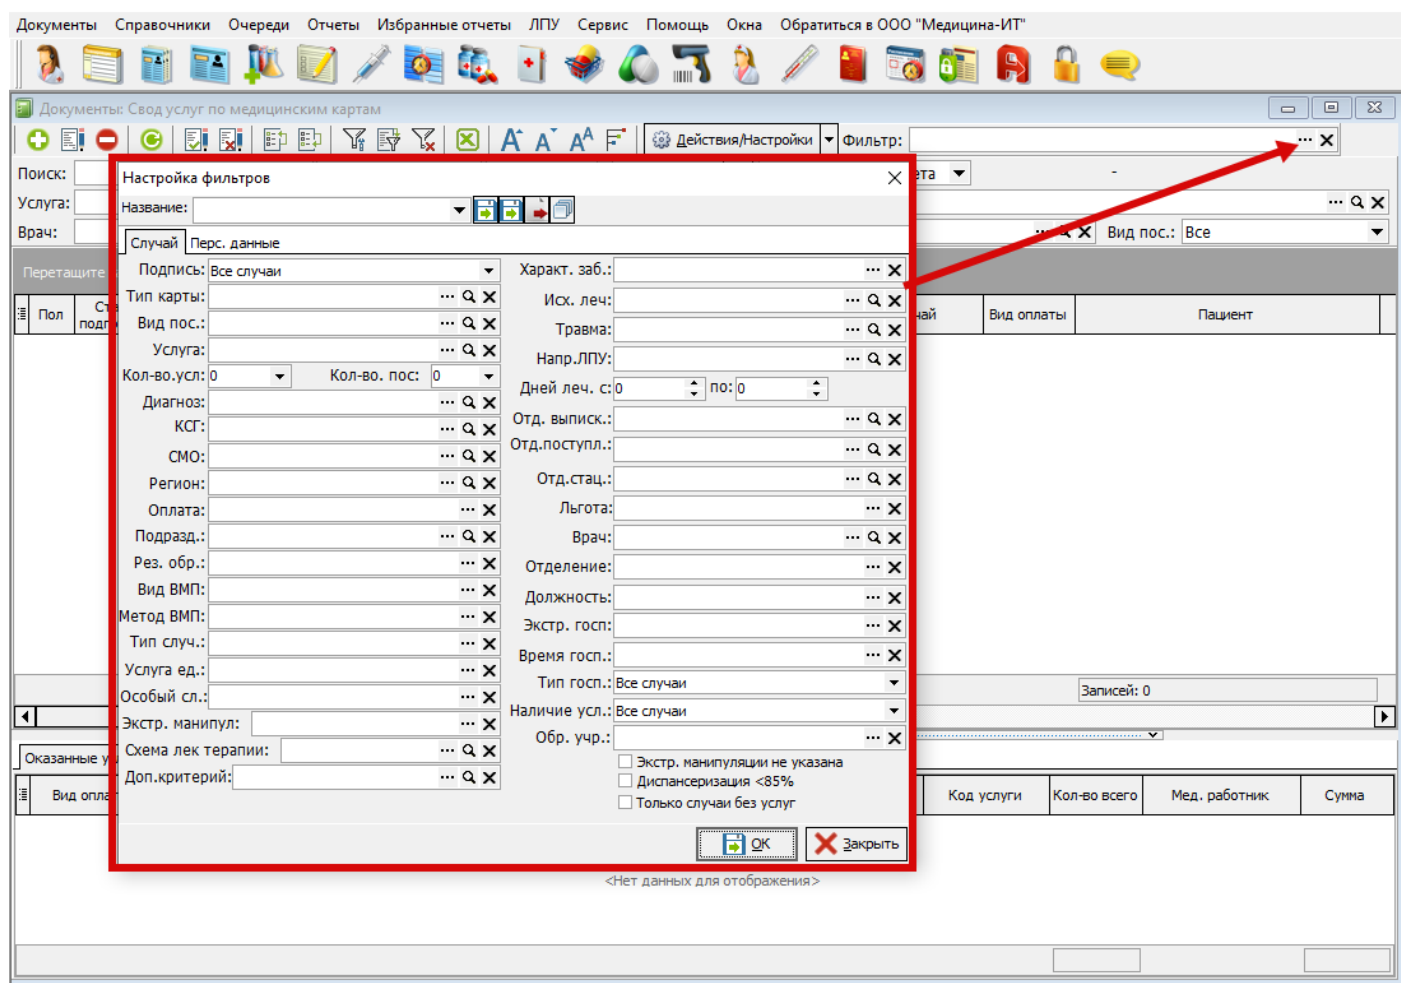 Документы Справочники Очереди Отчеты Избранные отчеты ЛПУ Сервис Помощь Окна Обратиться в ООО "Медицина-ИТ"
Документы: Свод услуг по медицинским картам
Действия/Настройки Фильтр:
Поиск:
Услуга:
Врач: Вид пос.: Все
Перетащите
Пол Вид оплаты Пациент
Настройка фильтров
Название:
Случай Перс. данные
Подпись: Все случаи
Тип карты:
Вид пос.:
Услуга:
Кол-во.усл: 0 Кол-во. пос: 0
Диагноз:
КСГ:
СМО:
Регион:
Оплата:
Подразд.:
Рез. обр.:
Вид ВМП:
Метод ВМП:
Тип случ.:
Услуга ед.:
Особый сл.:
Экстр. манипул:
Схема лек терапии:
Доп.критерий:
Характ. заб.:
Исх. леч:
Травма:
Напр.ЛПУ:
Дней леч. с: 0 по: 0
Отд. выписк.:
Отд.поступл.:
Отд.стац.:
Льгота:
Врач:
Отделение:
Должность:
Экстр. госп:
Время госп.:
Тип госп.: Все случаи
Наличие усл.: Все случаи
Обр. учр.:
Экстр. манипуляции не указана
Диспансеризация <85%
Только случаи без услуг
OK Закрыть
Записей: 0
Оказанные
Вид Код услуги Кол-во всего Мед. работник Сумма
<Нет данных для отображения>